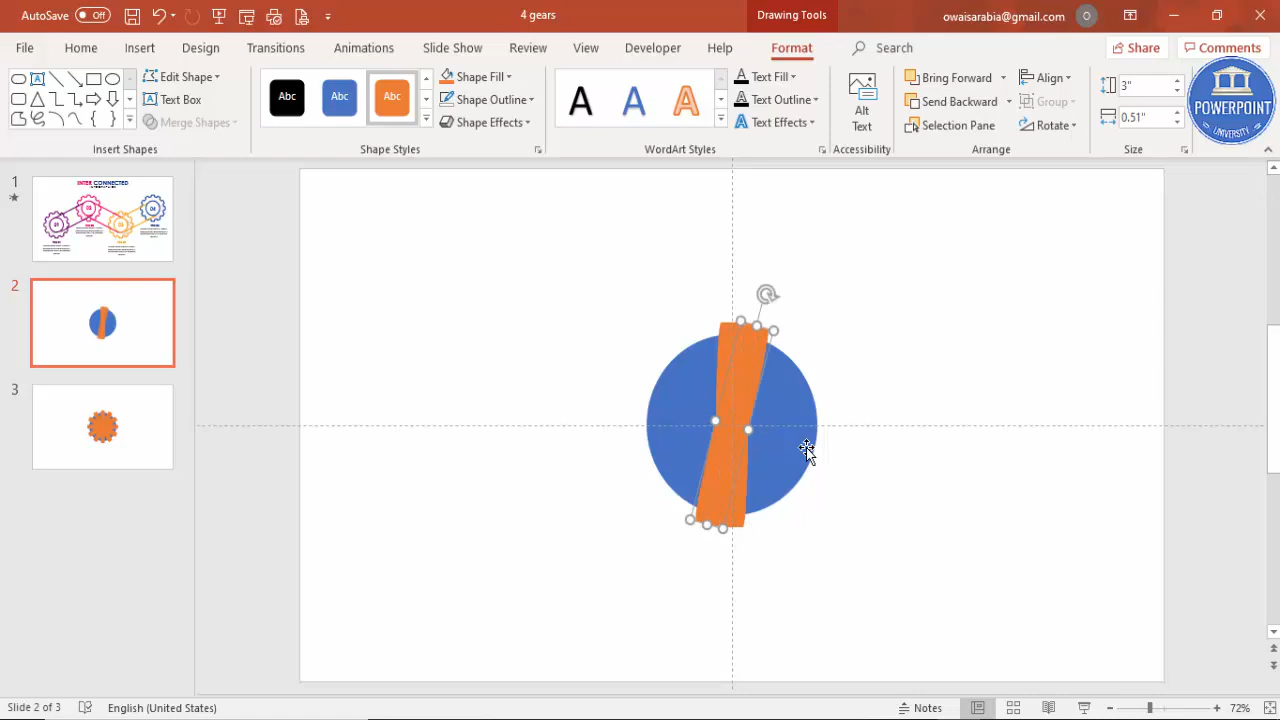 AutoSave Off 4 gears Drawing Tools owaisarabia@gmail.com O
File Home Insert Design Transitions Animations Slide Show Review View Developer Help Format Search Share Comments
Edit Shape
Text Box
Merge Shapes
Insert Shapes
Abc Abc Abc
Shape Fill
Shape Outline
Shape Effects
Shape Styles
A A A
Text Fill
Text Outline
Text Effects
WordArt Styles
Alt
Text
Accessibility
Bring Forward
Send Backward
Selection Pane
Align
Group
Rotate
Arrange
3"
0.51"
Size
POWERPOINT
UNIVERSITY
1
INTER CONNECTED
2
3
Slide 2 of 3 English (United States) Notes 72%